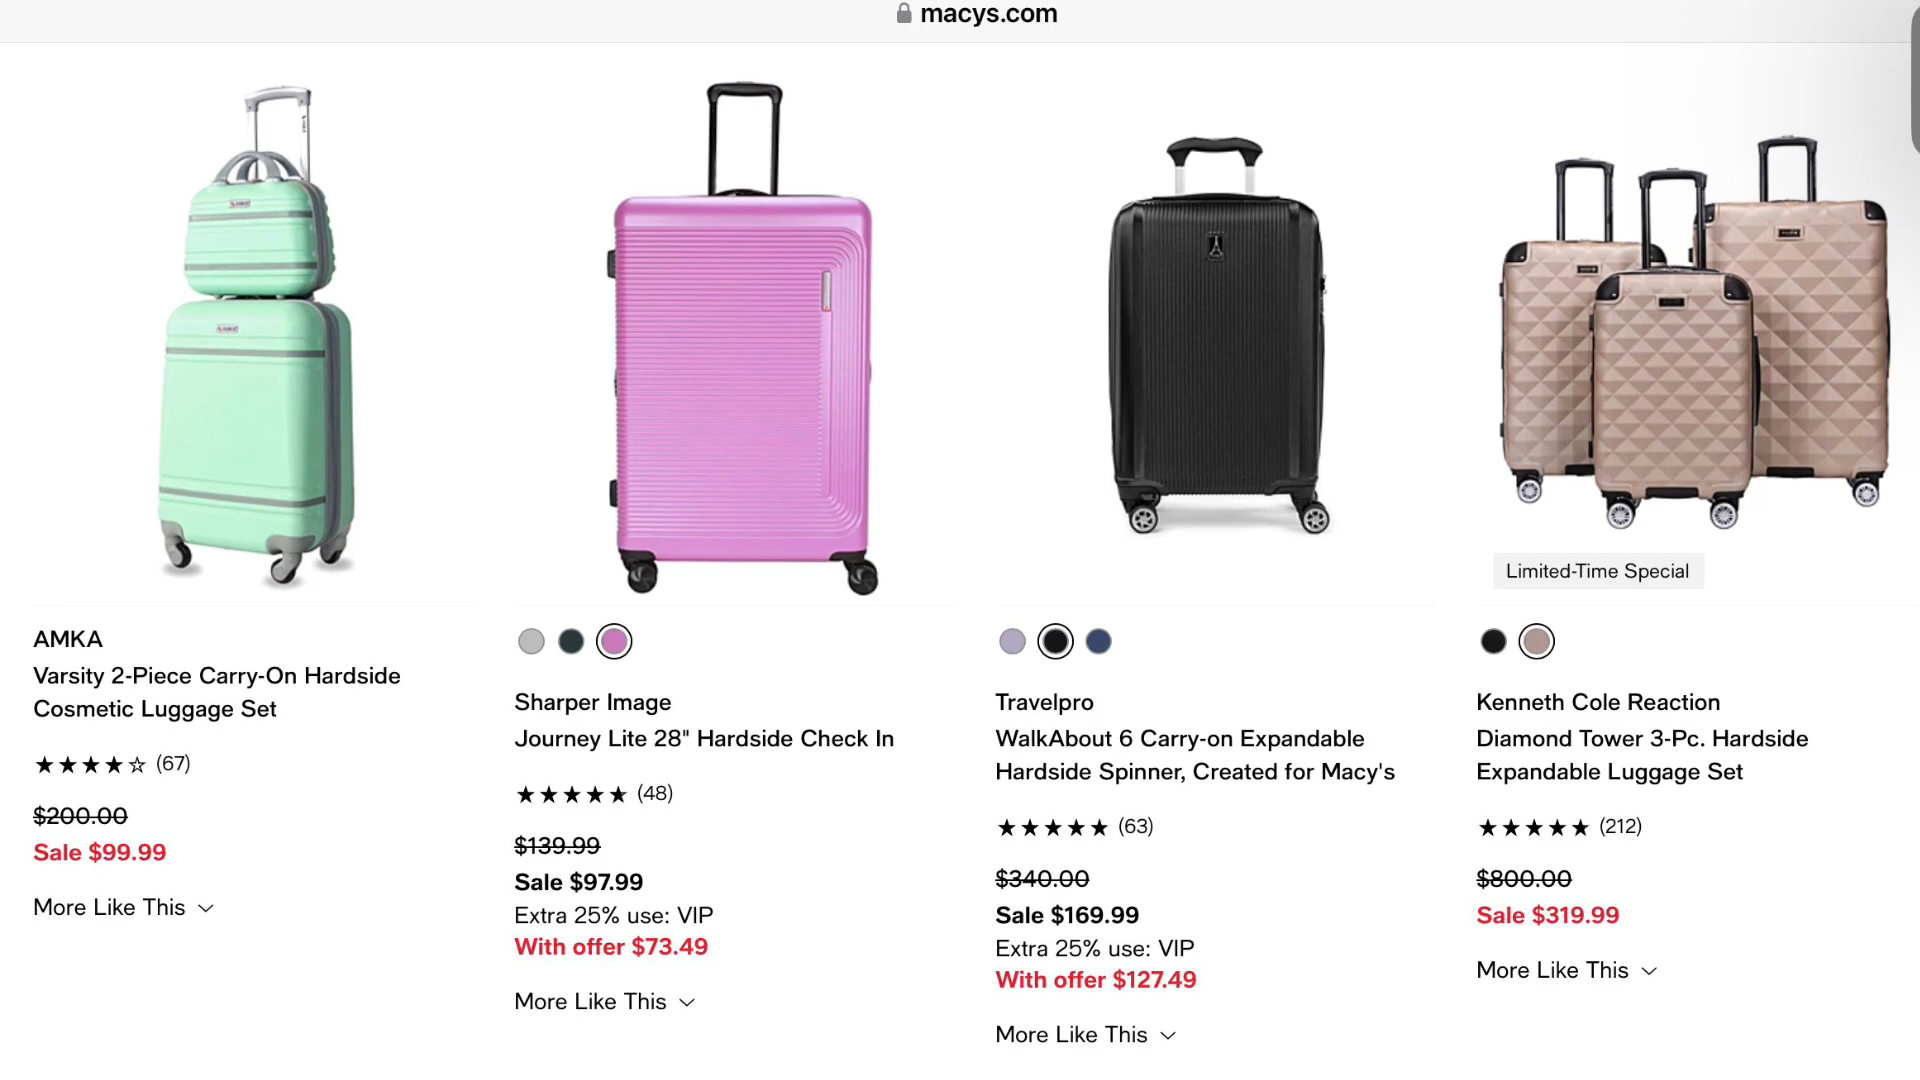 macys.com
Limited-Time Special
AMKA
Varsity 2-Piece Carry-On Hardside
Cosmetic Luggage Set
(67)
$200.00
Sale $99.99
More Like This
Sharper Image
Journey Lite 28" Hardside Check In
(48)
$139.99
Sale $97.99
Extra 25% use: VIP
With offer $73.49
More Like This
Travelpro
WalkAbout 6 Carry-on Expandable
Hardside Spinner, Created for Macy's
(63)
$340.00
Sale $169.99
Extra 25% use: VIP
With offer $127.49
More Like This
Kenneth Cole Reaction
Diamond Tower 3-Pc. Hardside
Expandable Luggage Set
(212)
$800.00
Sale $319.99
More Like This